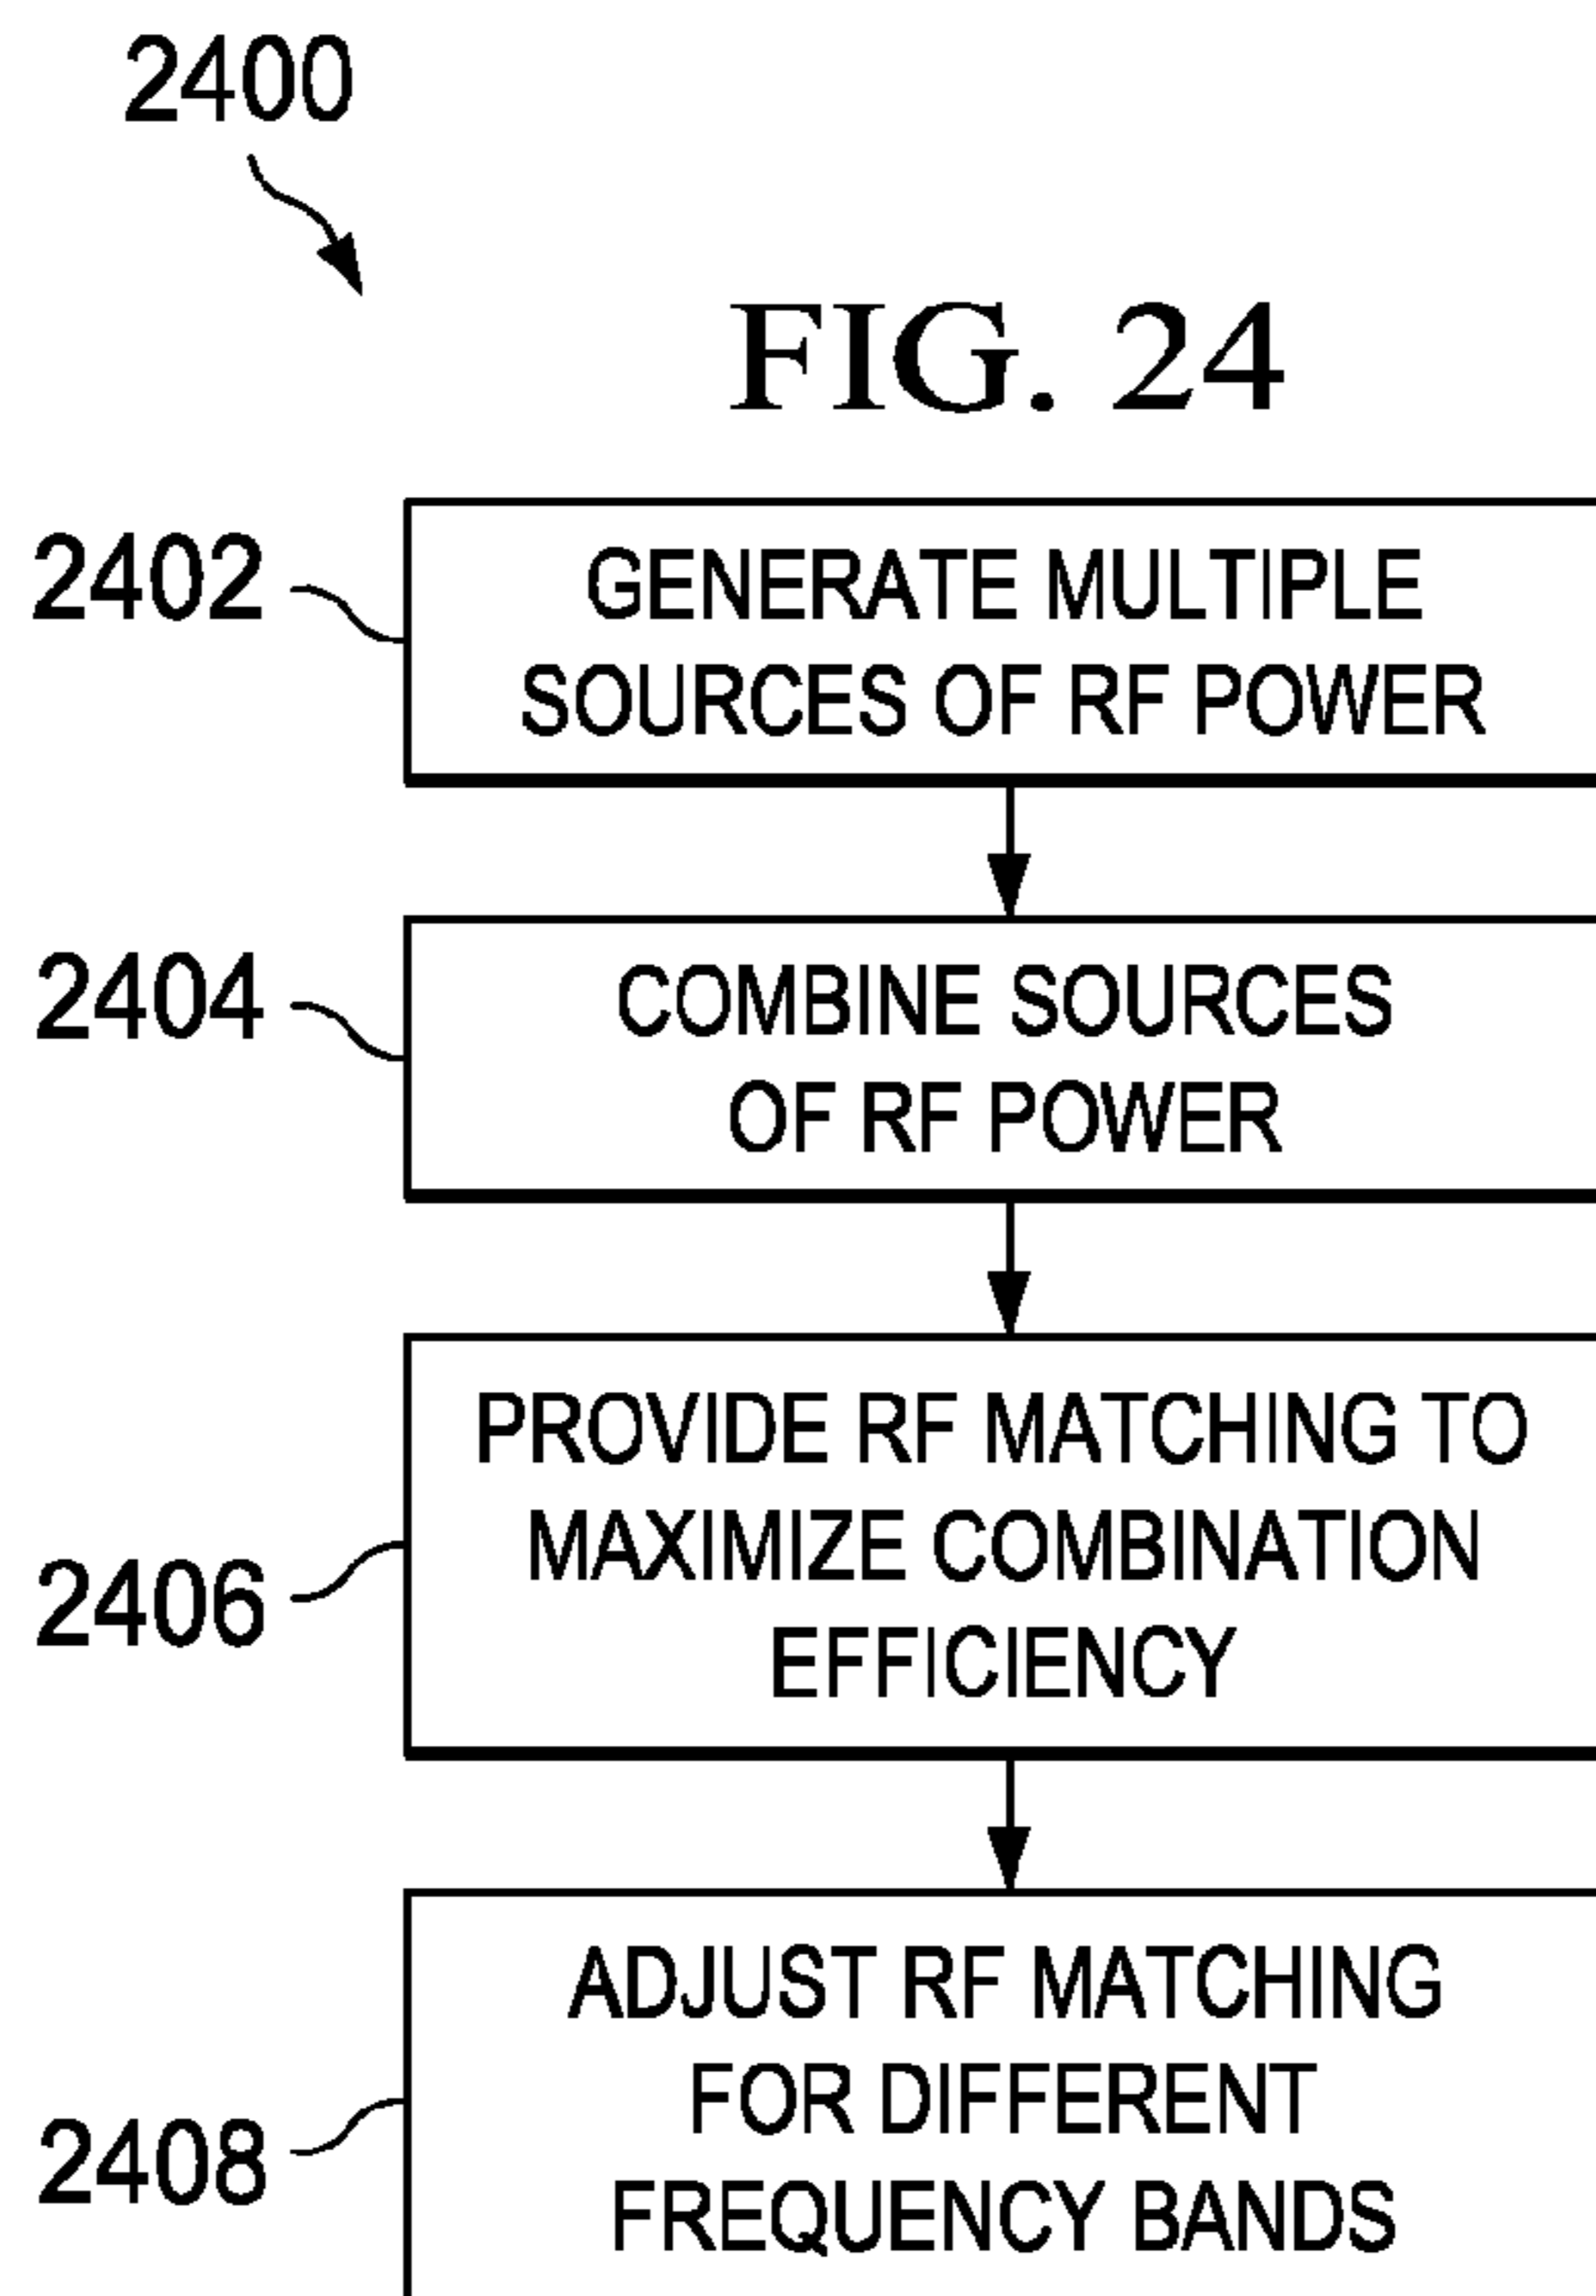 2400
FIG. 24
2402
GENERATE MULTIPLE
SOURCES OF RF POWER
2404
COMBINE SOURCES
OF RF POWER
2406
PROVIDE RF MATCHING TO
MAXIMIZE COMBINATION
EFFICIENCY
2408
ADJUST RF MATCHING
FOR DIFFERENT
FREQUENCY BANDS